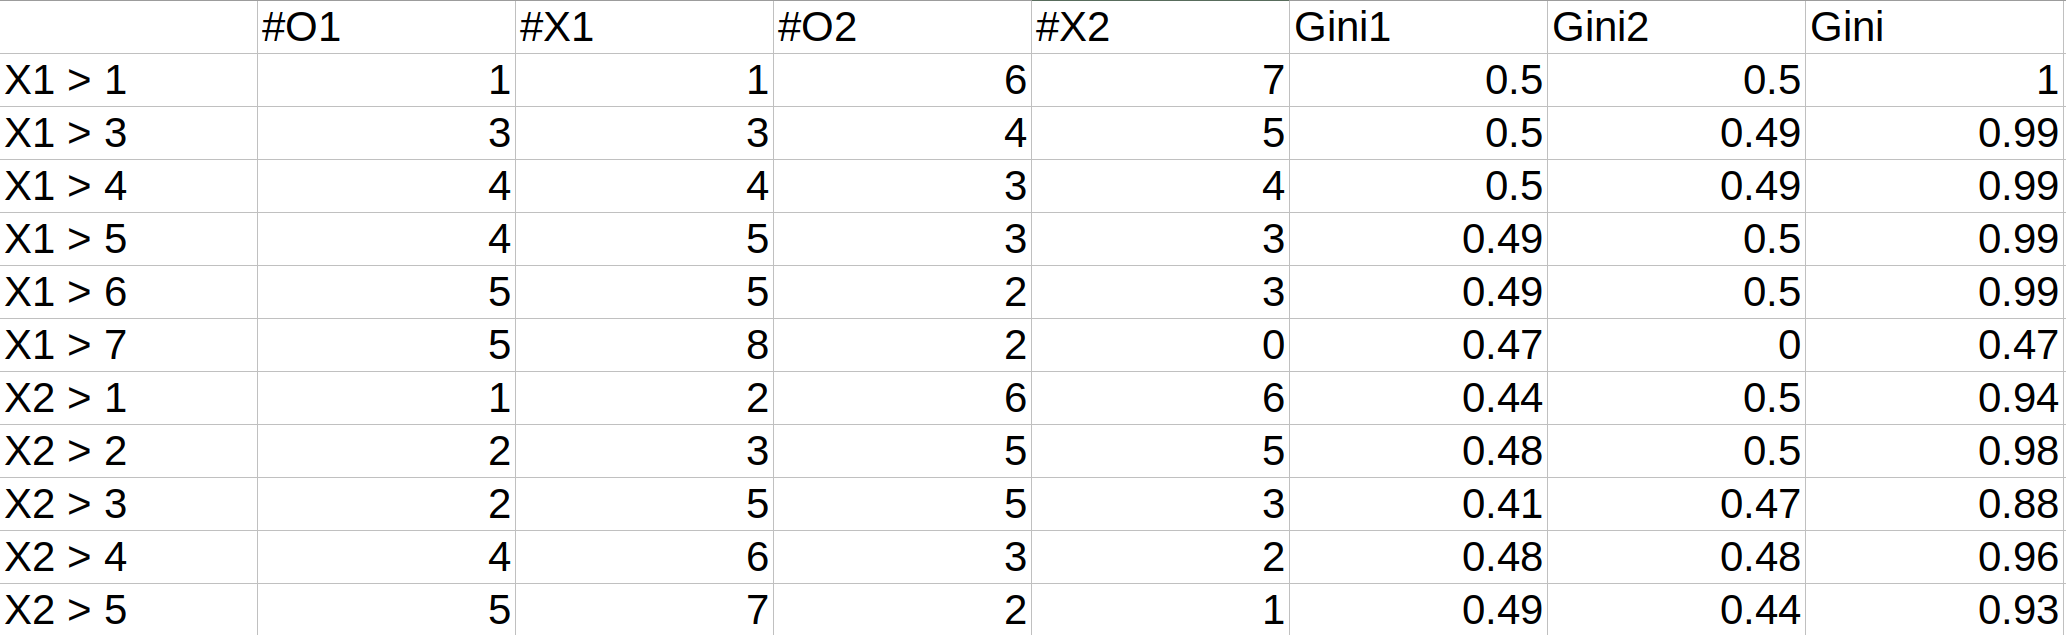 #O1 #X1 #O2 #X2 Gini1 Gini2 Gini
X1 > 1 1 1 6 7 0.5 0.5 1
X1 > 3 3 3 4 5 0.5 0.49 0.99
X1 > 4 4 4 3 4 0.5 0.49 0.99
X1 > 5 4 5 3 3 0.49 0.5 0.99
X1 > 6 5 5 2 3 0.49 0.5 0.99
X1 > 7 5 8 2 0 0.47 0 0.47
X2 > 1 1 2 6 6 0.44 0.5 0.94
X2 > 2 2 3 5 5 0.48 0.5 0.98
X2 > 3 2 5 5 3 0.41 0.47 0.88
X2 > 4 4 6 3 2 0.48 0.48 0.96
X2 > 5 5 7 2 1 0.49 0.44 0.93